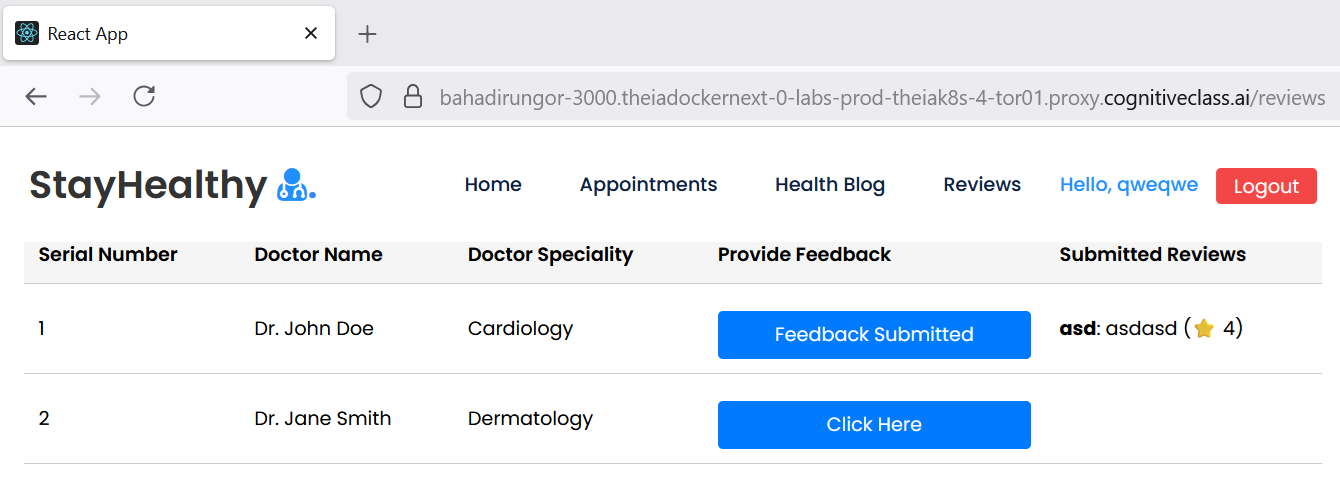 React App
bahadirungor-3000.theiadockernext-0-labs-prod-theiak8s-4-tor01.proxy.cognitiveclass.ai/reviews
StayHealthy . Home Appointments Health Blog Reviews Hello, qweqwe Logout
Serial Number Doctor Name Doctor Speciality Provide Feedback Submitted Reviews
1 Dr. John Doe Cardiology Feedback Submitted asd: asdasd (⭐ 4)
2 Dr. Jane Smith Dermatology Click Here